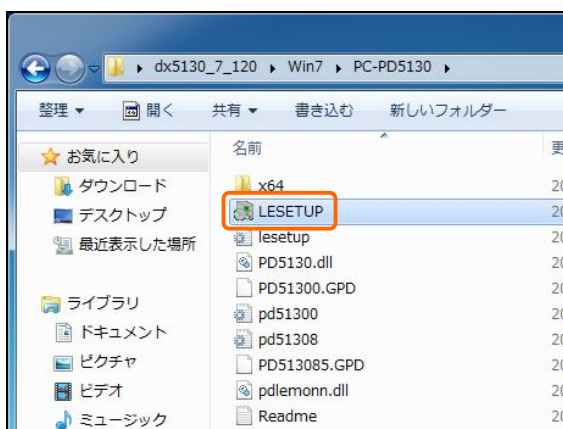 dx5130_7_120 ▸ Win7 ▸ PC-PD5130 ▸
整理 ▼ 開く 共有 ▼ 書き込む 新しいフォルダー
お気に入り
ダウンロード
デスクトップ
最近表示した場所
ライブラリ
ドキュメント
ピクチャ
ビデオ
ミュージック
名前
x64
LESETUP
lesetup
PD5130.dll
PD51300.GPD
pd51300
pd51308
PD513085.GPD
pdlemonn.dll
Readme